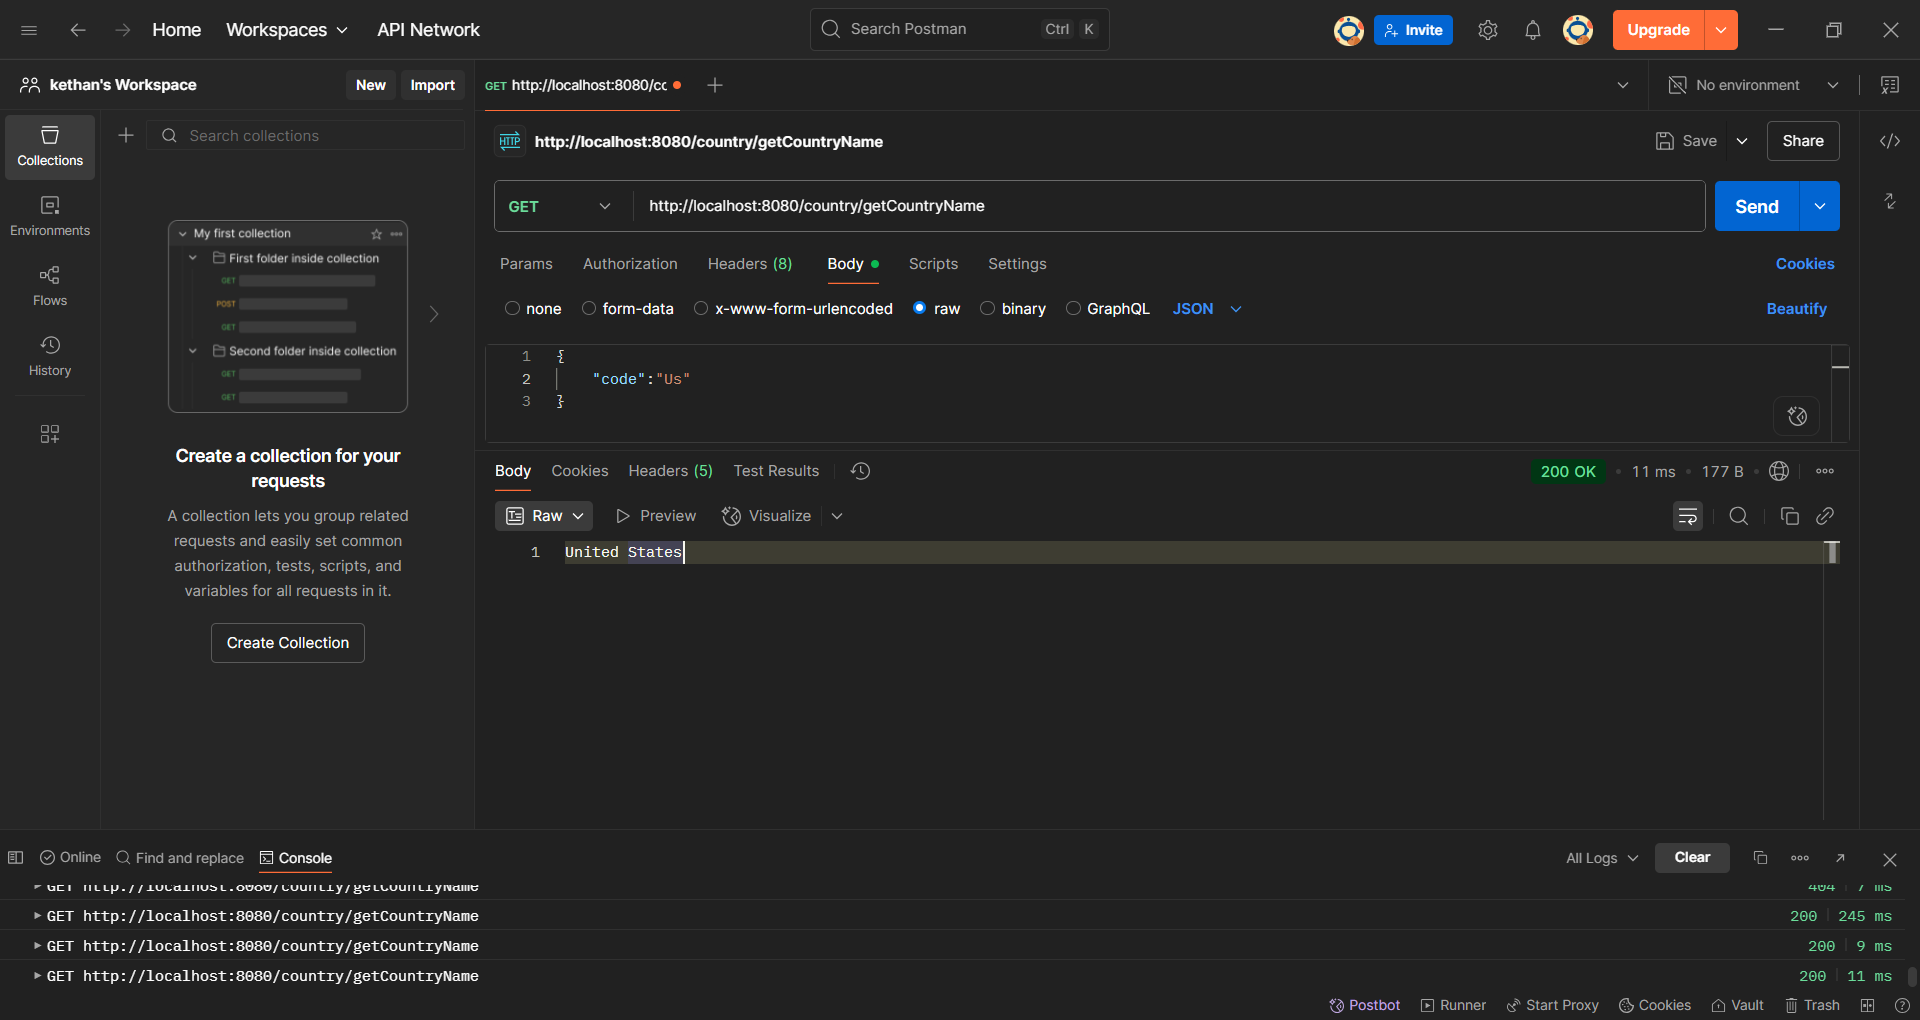 Home Workspaces API Network Search Postman Ctrl K Invite Upgrade
kethan's Workspace New Import GET http://localhost:8080/cc No environment
Collections
Search collections
HTTP http://localhost:8080/country/getCountryName Save Share
Environments
GET http://localhost:8080/country/getCountryName Send
Flows
History
My first collection
First folder inside collection
GET
POST
GET
Second folder inside collection
GET
GET
Create a collection for your
requests
A collection lets you group related
requests and easily set common
authorization, tests, scripts, and
variables for all requests in it.
Create Collection
Params Authorization Headers (8) Body Scripts Settings Cookies
none form-data x-www-form-urlencoded raw binary GraphQL JSON Beautify
1 {
2 "code":"Us"
3 }
Body Cookies Headers (5) Test Results 200 OK 11 ms 177 B
Raw Preview Visualize
1 United States
Online Find and replace Console All Logs Clear
GET http://localhost:8080/country/getCountryName 404 7 ms
GET http://localhost:8080/country/getCountryName 200 245 ms
GET http://localhost:8080/country/getCountryName 200 9 ms
GET http://localhost:8080/country/getCountryName 200 11 ms
Postbot Runner Start Proxy Cookies Vault Trash